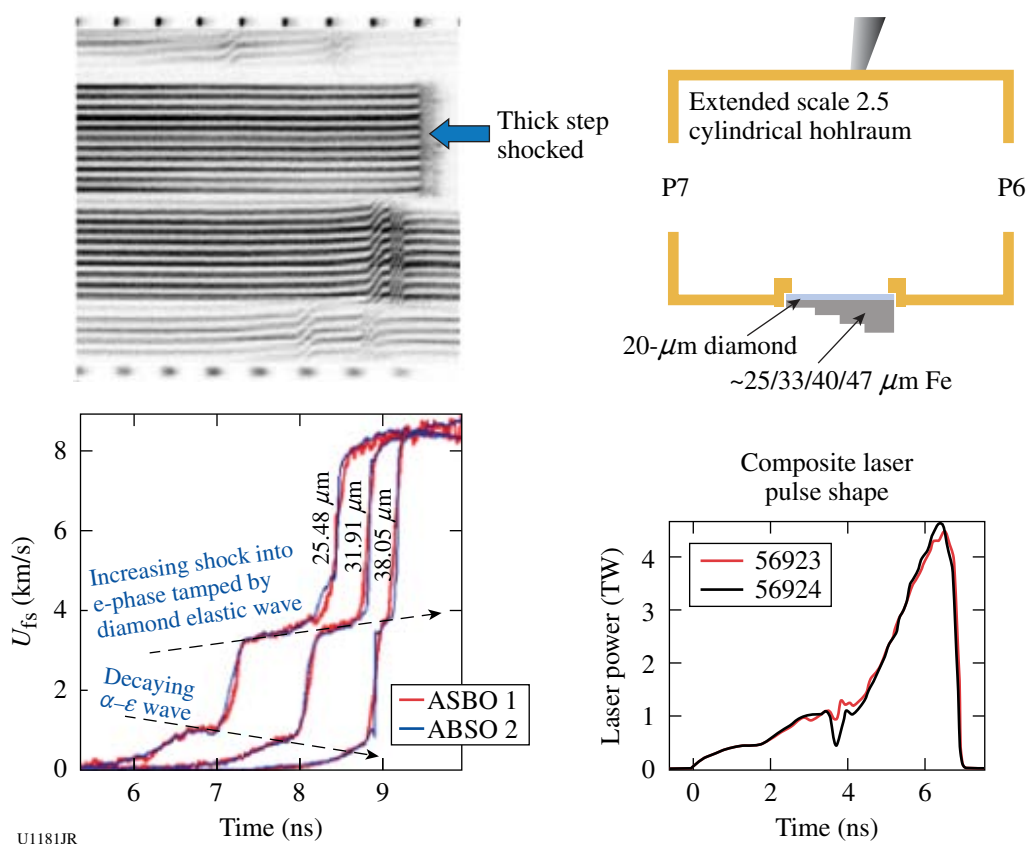 Thick step
shocked
Extended scale 2.5
cylindrical hohlraum
P7
P6
20-μm diamond
~25/33/40/47 μm Fe
Ufs (km/s)
8
6
4
2
0
25.48 μm
31.91 μm
38.05 μm
Increasing shock into
e-phase tamped by
diamond elastic wave
Decaying
α–ε wave
ASBO 1
ABSO 2
6
7
8
9
Time (ns)
Composite laser
pulse shape
Laser power (TW)
4
3
2
1
0
56923
56924
0
2
4
6
Time (ns)
U1181JR